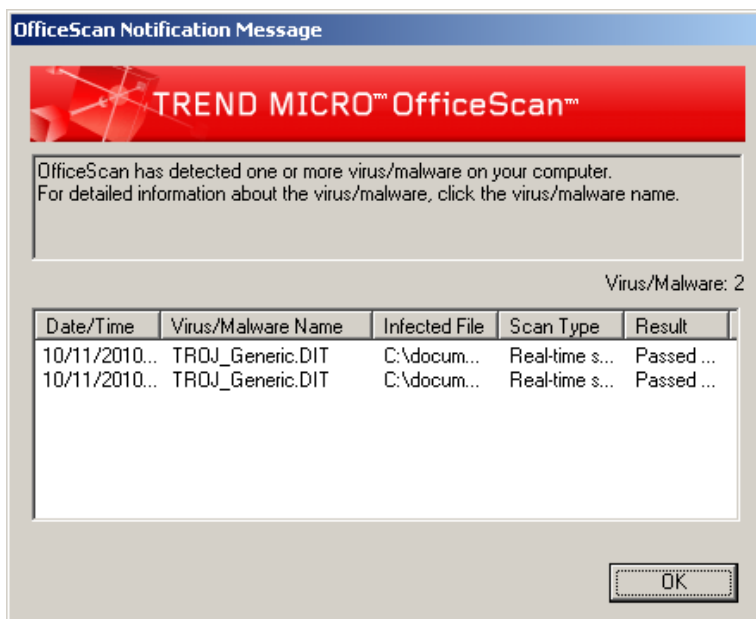 OfficeScan Notification Message
TREND MICRO™ OfficeScan™
OfficeScan has detected one or more virus/malware on your computer.
For detailed information about the virus/malware, click the virus/malware name.
Virus/Malware: 2
Date/Time Virus/Malware Name Infected File Scan Type Result
10/11/2010... TROJ_Generic.DIT C:\docum... Real-time s... Passed ...
10/11/2010... TROJ_Generic.DIT C:\docum... Real-time s... Passed ...
OK